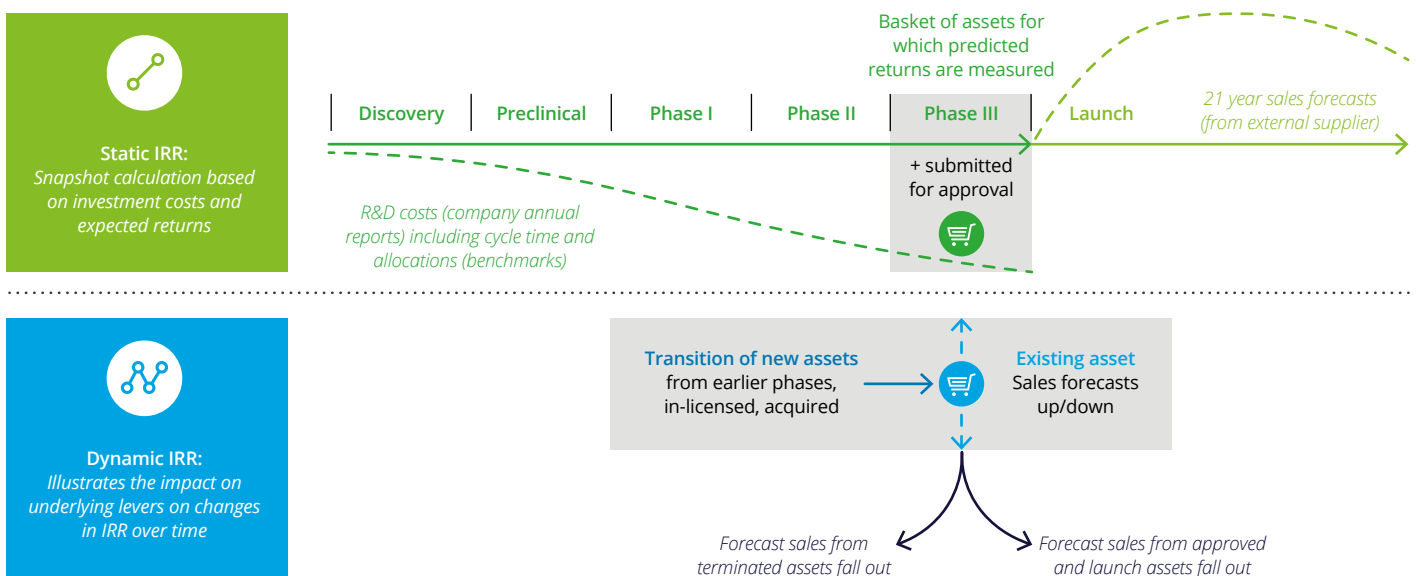 Static IRR:
Snapshot calculation based
on investment costs and
expected returns
Basket of assets for
which predicted
returns are measured
Discovery
Preclinical
Phase I
Phase II
Phase III
Launch
21 year sales forecasts
(from external supplier)
+ submitted
for approval
R&D costs (company annual
reports) including cycle time and
allocations (benchmarks)
Dynamic IRR:
Illustrates the impact on
underlying levers on changes
in IRR over time
Transition of new assets
from earlier phases,
in-licensed, acquired
Existing asset
Sales forecasts
up/down
Forecast sales from
terminated assets fall out
Forecast sales from approved
and launch assets fall out